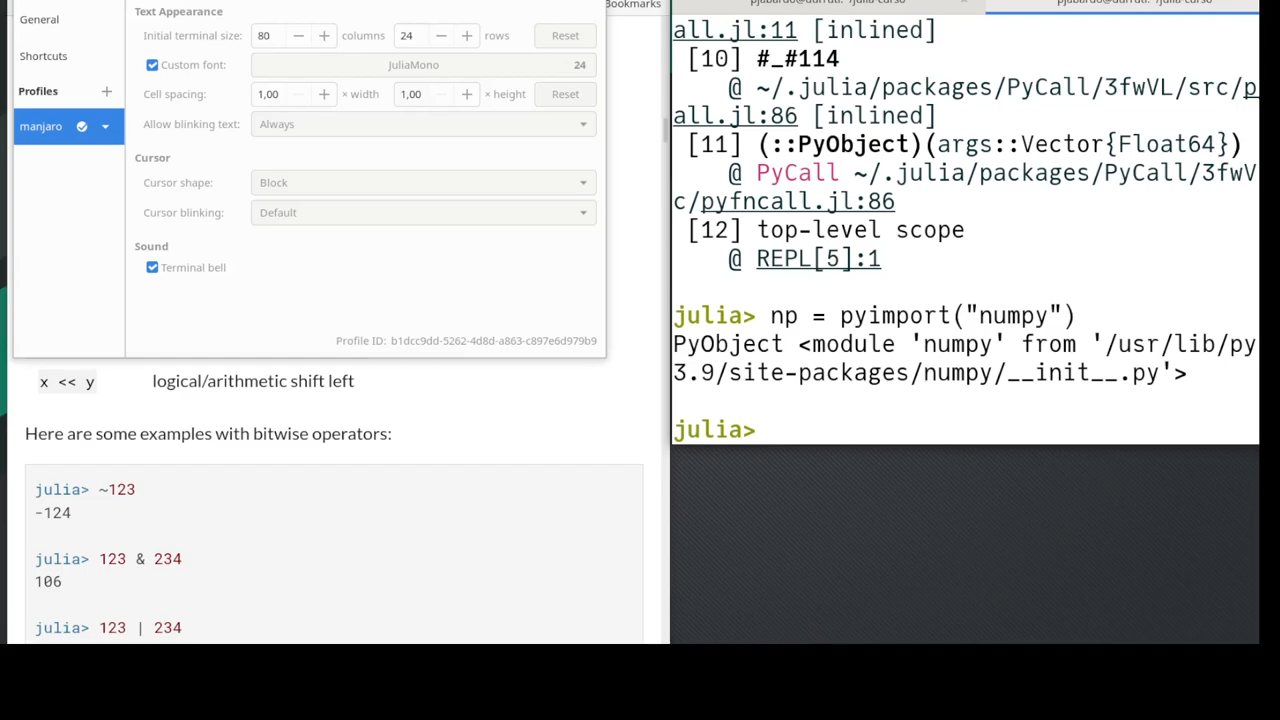 Bookmarks
General
Shortcuts
Profiles
manjaro
Text Appearance
Initial terminal size: 80 − + columns 24 − + rows Reset
Custom font: JuliaMono 24
Cell spacing: 1,00 − + × width 1,00 − + × height Reset
Allow blinking text: Always
Cursor
Cursor shape: Block
Cursor blinking: Default
Sound
Terminal bell
Profile ID: b1dcc9dd-5262-4d8d-a863-c897e6d979b9
x << y logical/arithmetic shift left
Here are some examples with bitwise operators:
julia> ~123
-124
julia> 123 & 234
106
julia> 123 | 234
all.jl:11 [inlined]
[10] #_#114
@ ~/.julia/packages/PyCall/3fwVL/src/p
all.jl:86 [inlined]
[11] (::PyObject)(args::Vector{Float64})
@ PyCall ~/.julia/packages/PyCall/3fwV
c/pyfncall.jl:86
[12] top-level scope
@ REPL[5]:1
julia> np = pyimport("numpy")
PyObject <module 'numpy' from '/usr/lib/py
3.9/site-packages/numpy/__init__.py'>
julia>